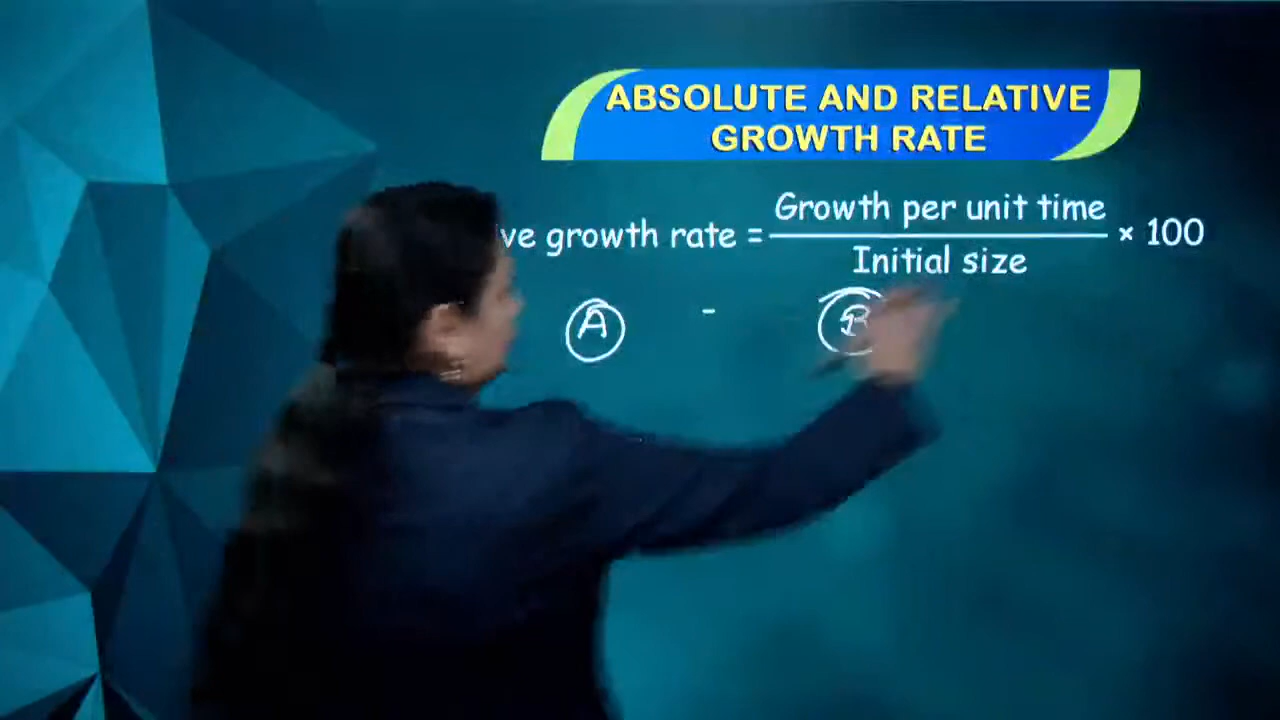 ABSOLUTE AND RELATIVE
GROWTH RATE
ve growth rate = Growth per unit time
Initial size
× 100
A - B